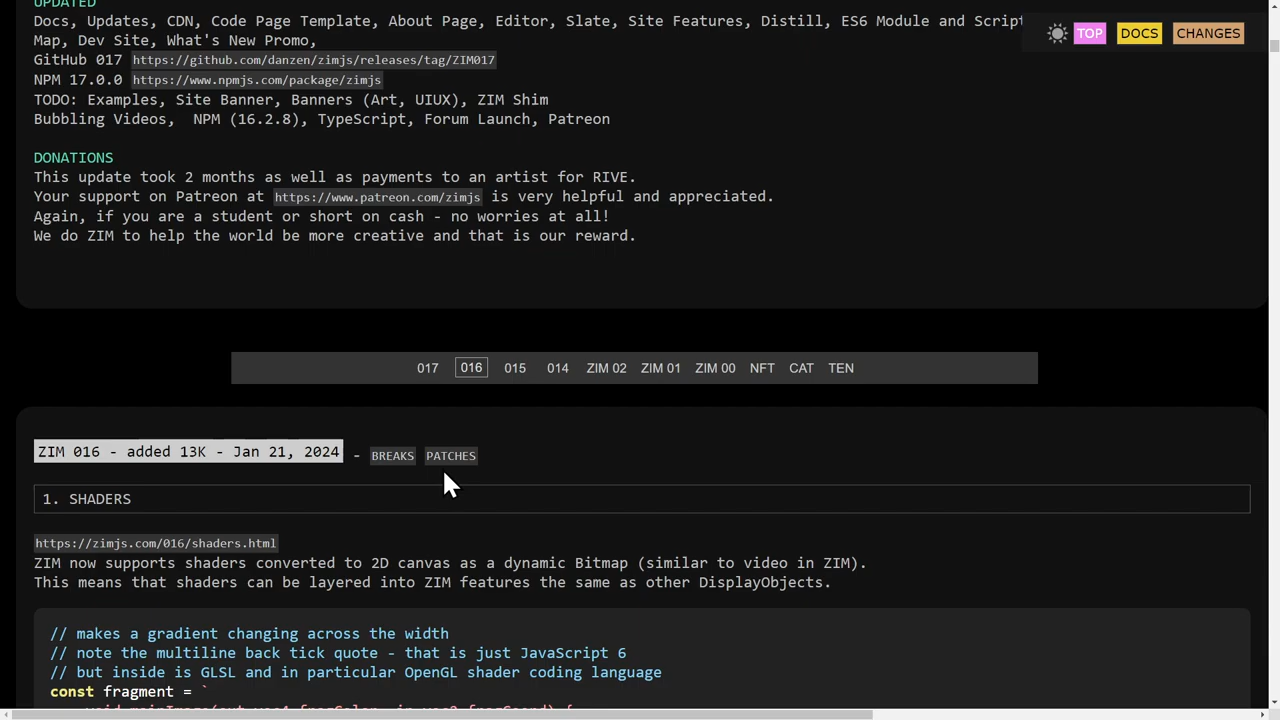 UPDATED
Docs, Updates, CDN, Code Page Template, About Page, Editor, Slate, Site Features, Distill, ES6 Module and Script
Map, Dev Site, What's New Promo,
GitHub 017 https://github.com/danzen/zimjs/releases/tag/ZIM017
NPM 17.0.0 https://www.npmjs.com/package/zimjs
TODO: Examples, Site Banner, Banners (Art, UIUX), ZIM Shim
Bubbling Videos,  NPM (16.2.8), TypeScript, Forum Launch, Patreon
TOP DOCS CHANGES
DONATIONS
This update took 2 months as well as payments to an artist for RIVE.
Your support on Patreon at https://www.patreon.com/zimjs is very helpful and appreciated.
Again, if you are a student or short on cash - no worries at all!
We do ZIM to help the world be more creative and that is our reward.
017 016 015 014 ZIM 02 ZIM 01 ZIM 00 NFT CAT TEN
ZIM 016 - added 13K - Jan 21, 2024 - BREAKS PATCHES
1. SHADERS
https://zimjs.com/016/shaders.html
ZIM now supports shaders converted to 2D canvas as a dynamic Bitmap (similar to video in ZIM).
This means that shaders can be layered into ZIM features the same as other DisplayObjects.
// makes a gradient changing across the width
// note the multiline back tick quote - that is just JavaScript 6
// but inside is GLSL and in particular OpenGL shader coding language
const fragment = `
void mainImage(out vec4 fragColor, in vec2 fragCoord) {